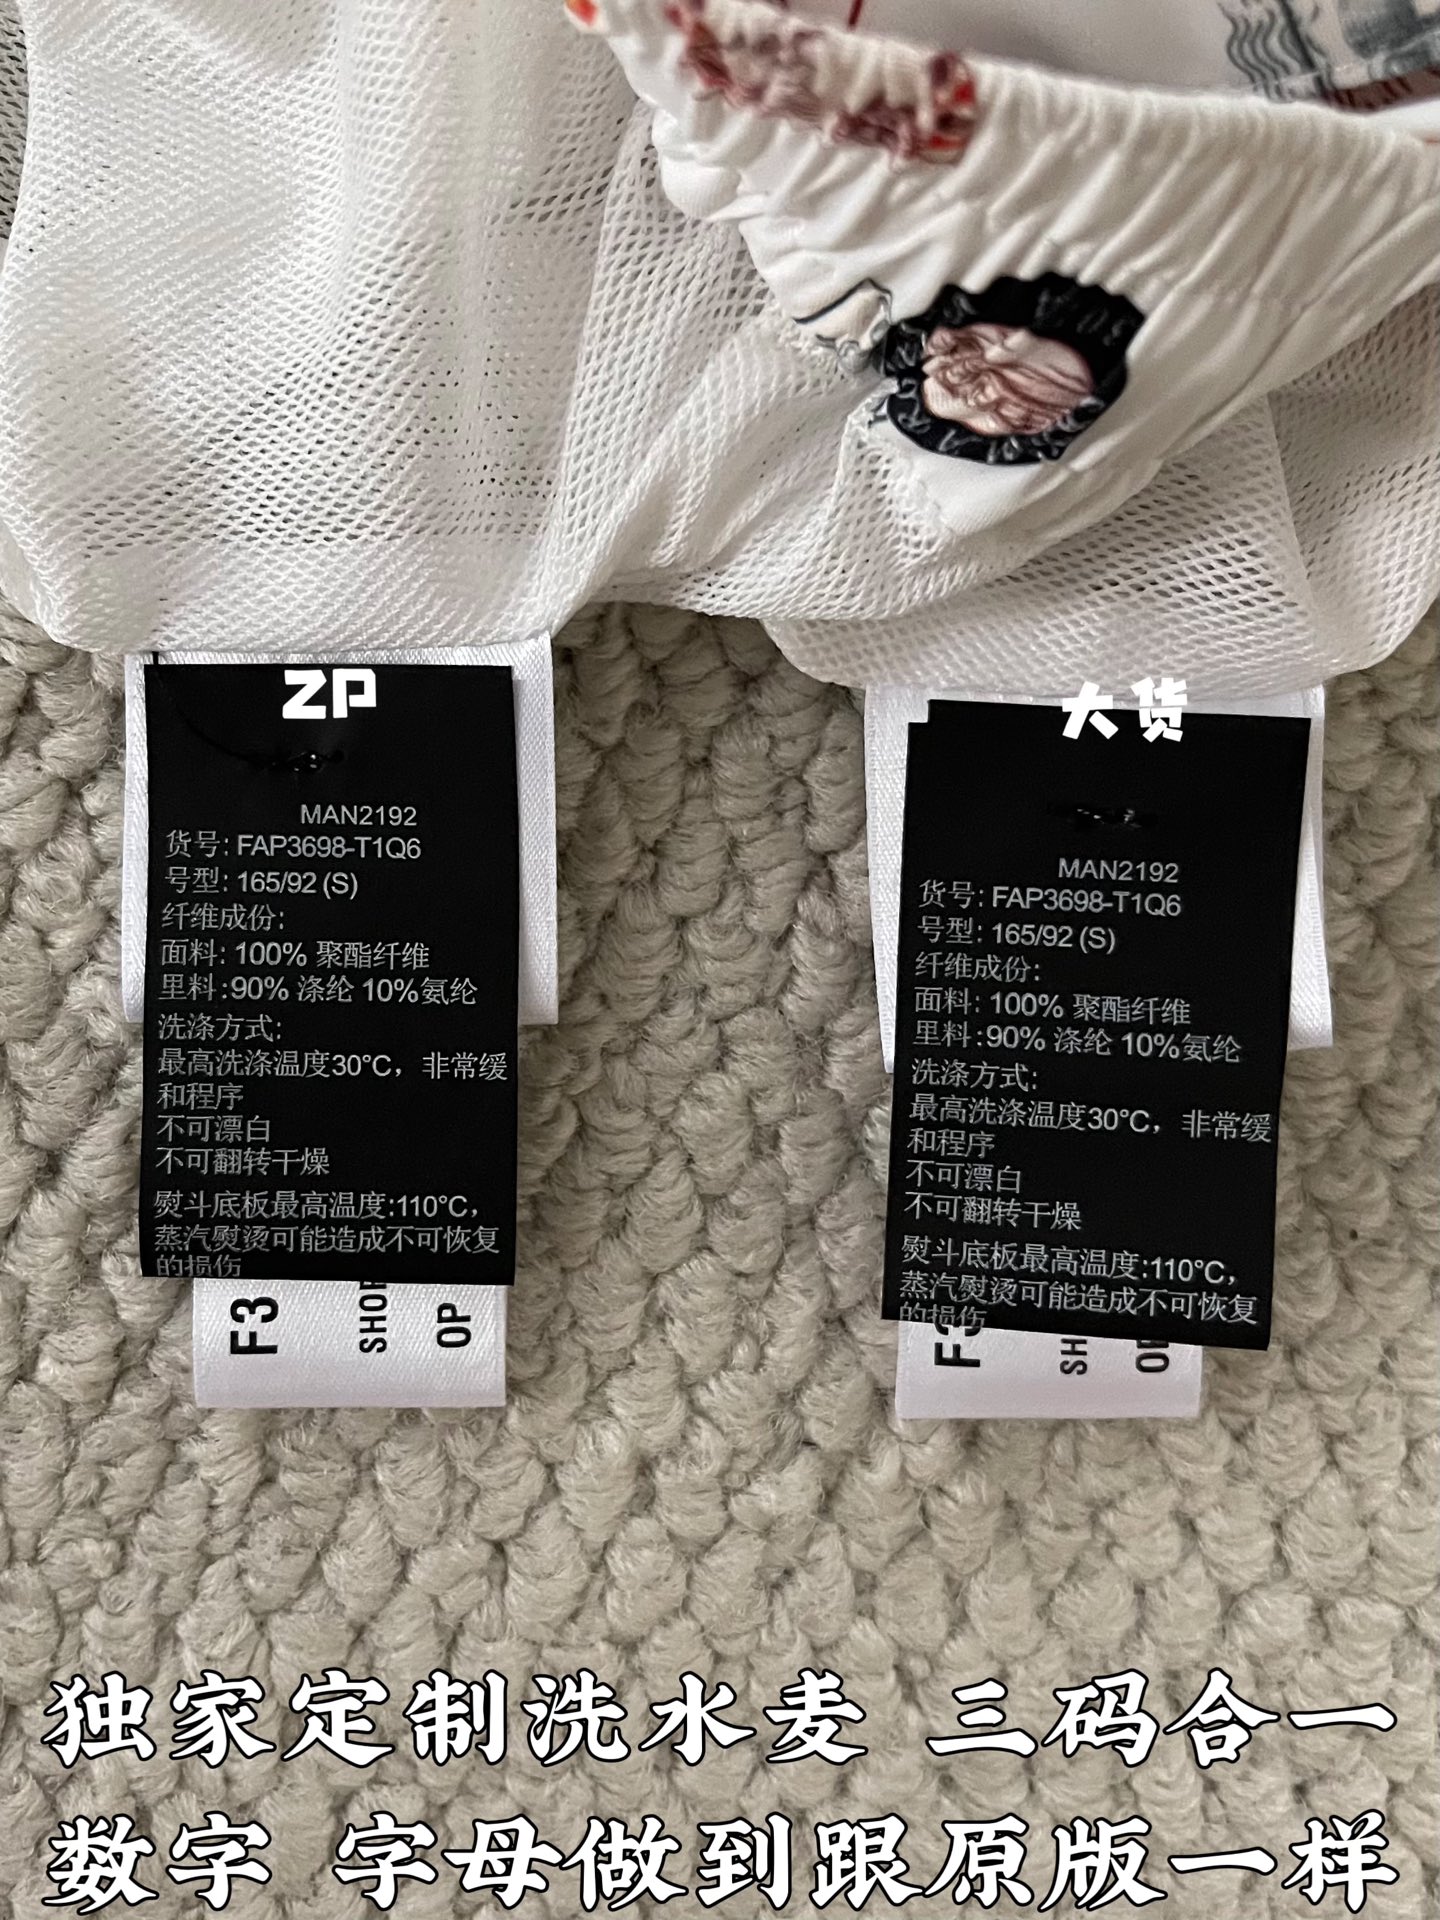 ZP
MAN2192
货号: FAP3698-T1Q6
号型: 165/92 (S)
纤维成份:
面料: 100% 聚酯纤维
里料:90% 涤纶 10%氨纶
洗涤方式:
最高洗涤温度30°C，非常缓
和程序
不可漂白
不可翻转干燥
熨斗底板最高温度:110°C，
蒸汽熨烫可能造成不可恢复
的损伤
F3
OP
大货
MAN2192
货号: FAP3698-T1Q6
号型: 165/92 (S)
纤维成份:
面料: 100% 聚酯纤维
里料:90% 涤纶 10%氨纶
洗涤方式:
最高洗涤温度30°C，非常缓
和程序
不可漂白
不可翻转干燥
熨斗底板最高温度:110°C，
蒸汽熨烫可能造成不可恢复
的损伤
F3
SH
独家定制洗水麦 三码合一
数字 字母做到跟原版一样